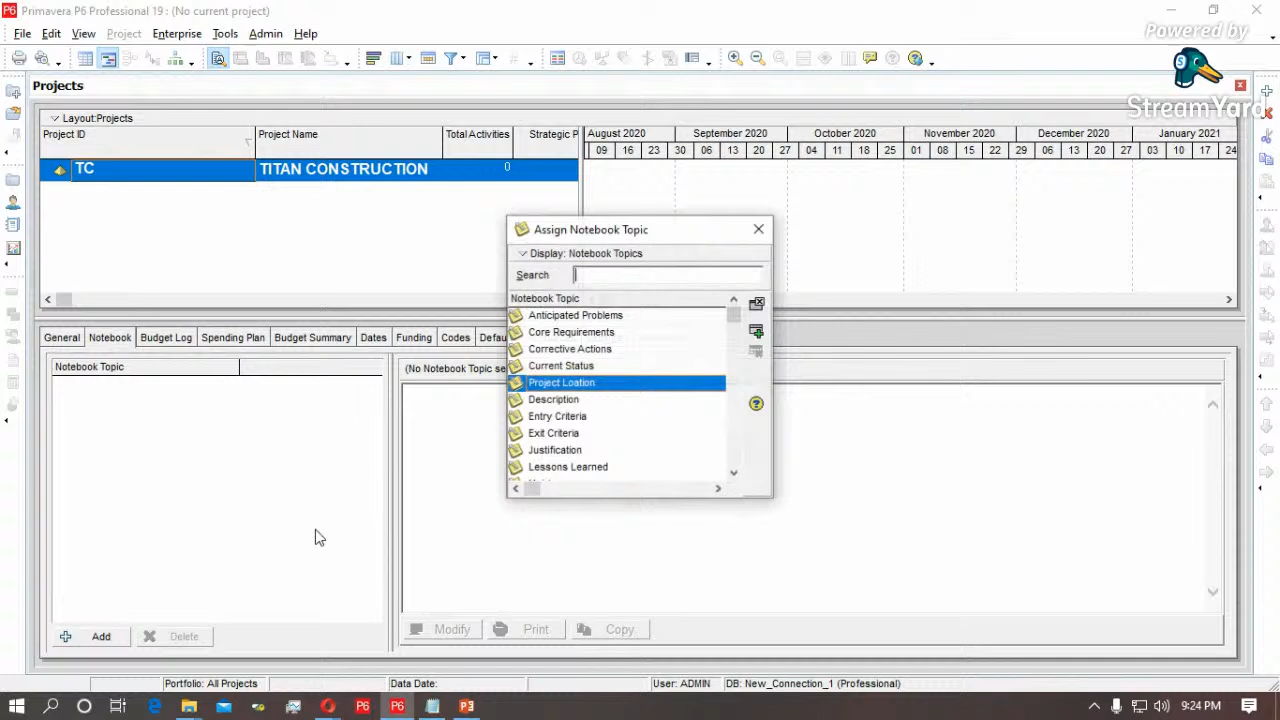 Primavera P6 Professional 19 : (No current project)
File Edit View Project Enterprise Tools Admin Help
Powered by
StreamYard
Projects
Layout:Projects
Project ID Project Name Total Activities Strategic P
August 2020 September 2020 October 2020 November 2020 December 2020 January 2021
09 16 23 30 06 13 20 27 04 11 18 25 01 08 15 22 29 06 13 20 27 03 10 17 24
TC TITAN CONSTRUCTION 0
Assign Notebook Topic
Display: Notebook Topics
Search
Notebook Topic
Anticipated Problems
Core Requirements
Corrective Actions
Current Status
Project Loation
Description
Entry Criteria
Exit Criteria
Justification
Lessons Learned
General Notebook Budget Log Spending Plan Budget Summary Dates Funding Codes Defau
Notebook Topic
(No Notebook Topic se
Add Delete
Modify Print Copy
Portfolio: All Projects Data Date: User: ADMIN DB: New_Connection_1 (Professional)
9:24 PM